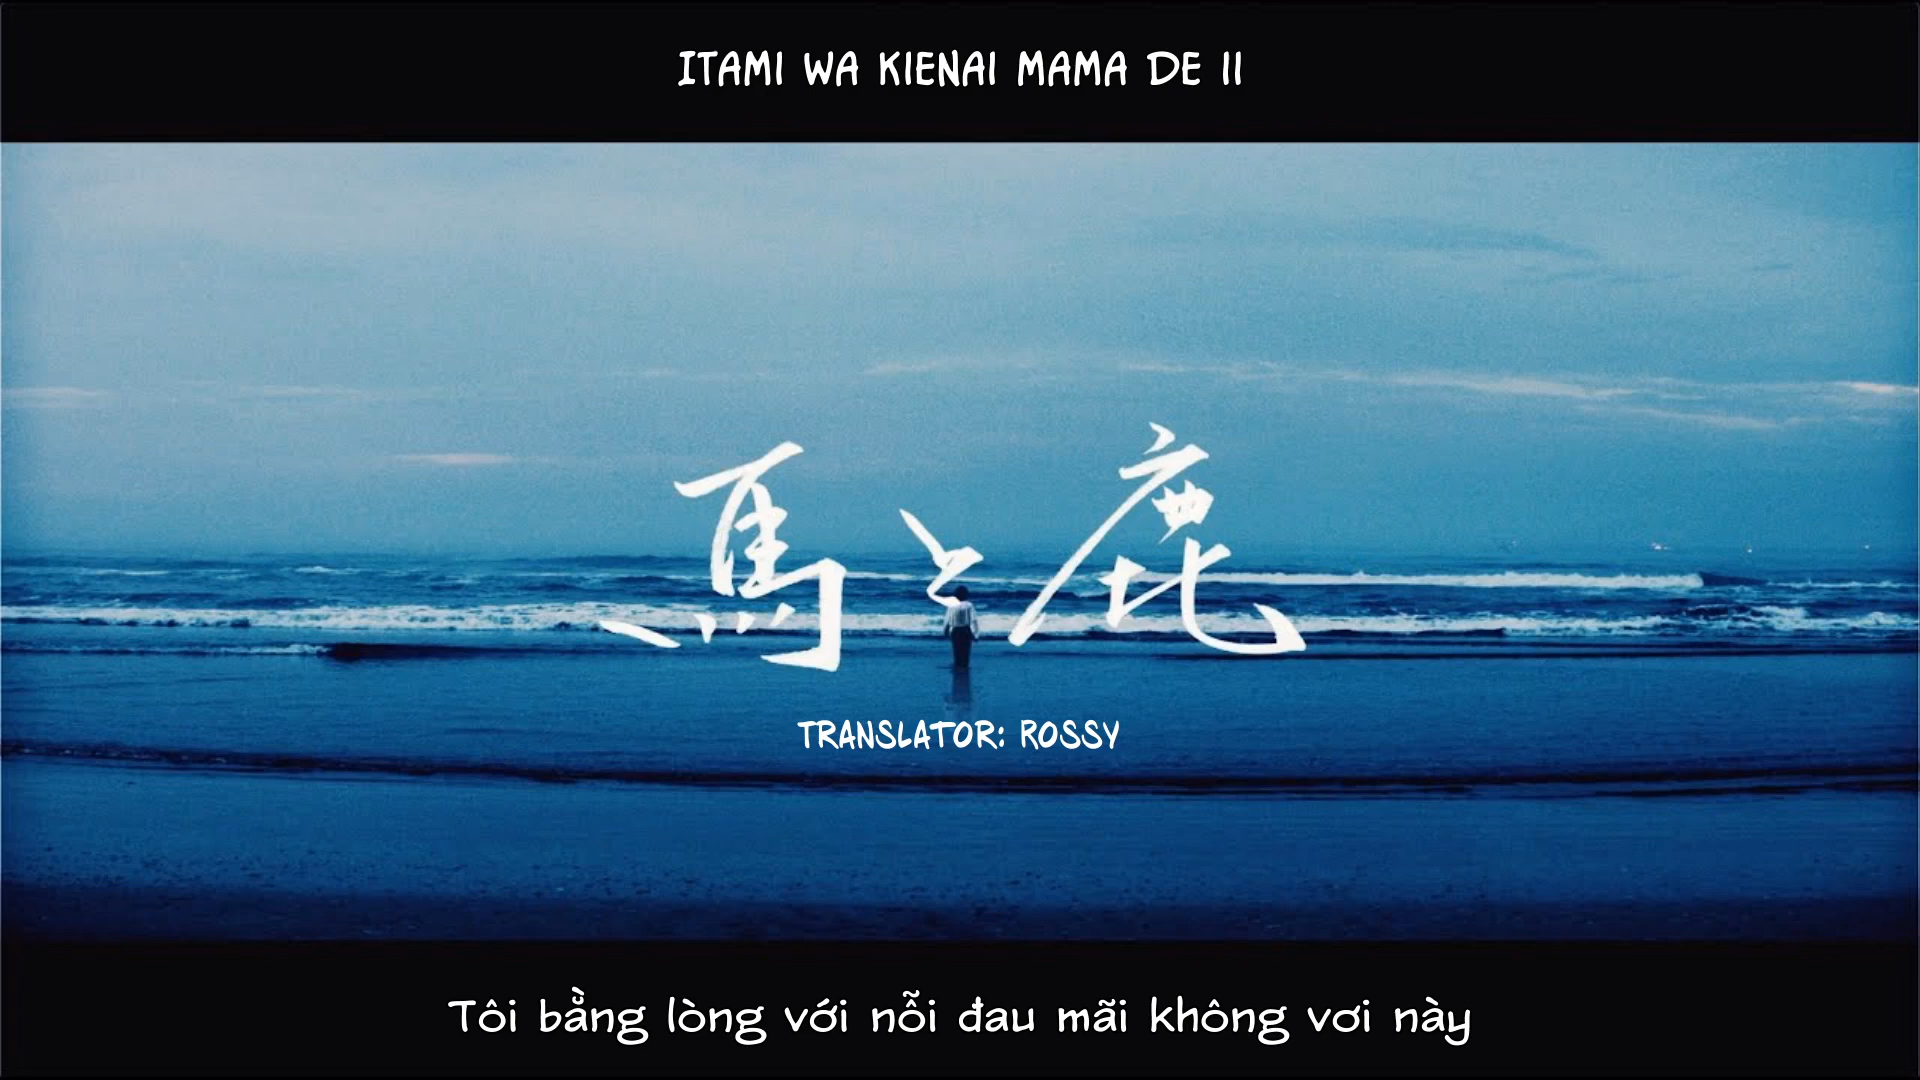 ITAMI WA KIENAI MAMA DE II
馬と鹿
TRANSLATOR: ROSSY
Tôi bằng lòng với nỗi đau mãi không vơi này